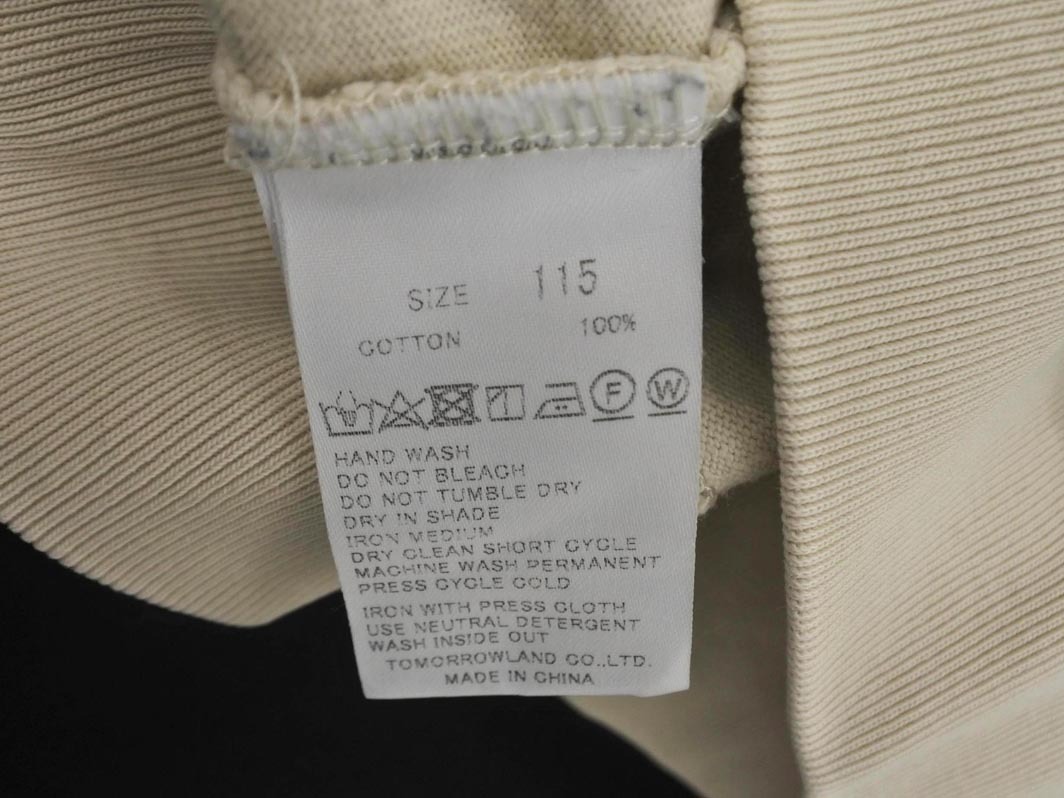 SIZE 115
COTTON 100%
F W
HAND WASH
DO NOT BLEACH
DO NOT TUMBLE DRY
DRY IN SHADE
IRON MEDIUM
DRY CLEAN SHORT CYCLE
MACHINE WASH PERMANENT
PRESS CYCLE COLD
IRON WITH PRESS CLOTH
USE NEUTRAL DETERGENT
WASH INSIDE OUT
TOMORROWLAND CO.,LTD.
MADE IN CHINA